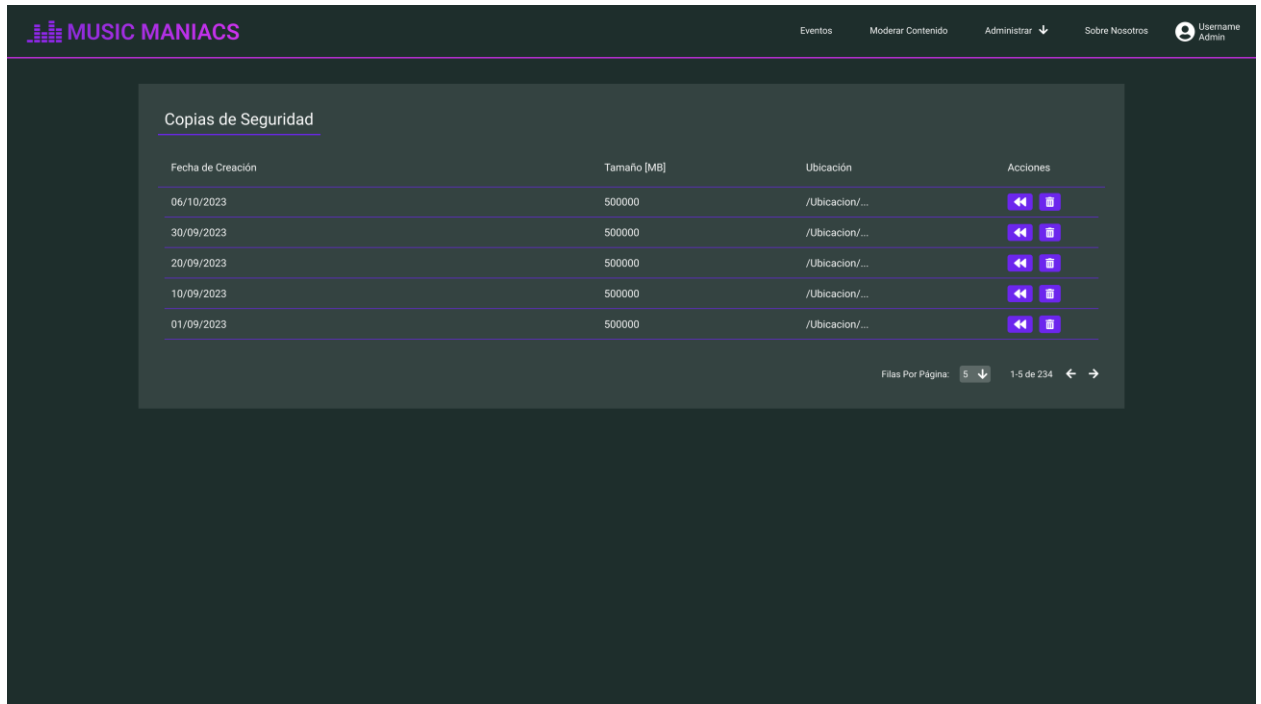 MUSIC MANIACS
Eventos Moderar Contenido Administrar Sobre Nosotros Username
Admin
Copias de Seguridad
Fecha de Creación Tamaño [MB] Ubicación Acciones
06/10/2023 500000 /Ubicacion/...
30/09/2023 500000 /Ubicacion/...
20/09/2023 500000 /Ubicacion/...
10/09/2023 500000 /Ubicacion/...
01/09/2023 500000 /Ubicacion/...
Filas Por Página: 5 1-5 de 234